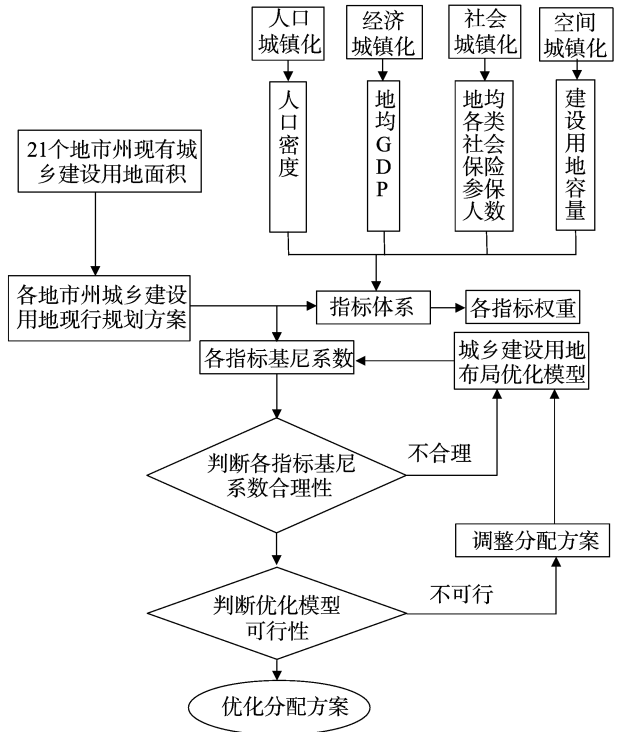 人口
城镇化
经济
城镇化
社会
城镇化
空间
城镇化
人口密度
地均GDP
地均各类社会保险参保人数
建设用地容量
21个地市州现有城
乡建设用地面积
各地市州城乡建设
用地现行规划方案
指标体系
各指标权重
各指标基尼系数
城乡建设用地
布局优化模型
判断各指标基尼
系数合理性
不合理
调整分配方案
判断优化模型
可行性
不可行
优化分配方案